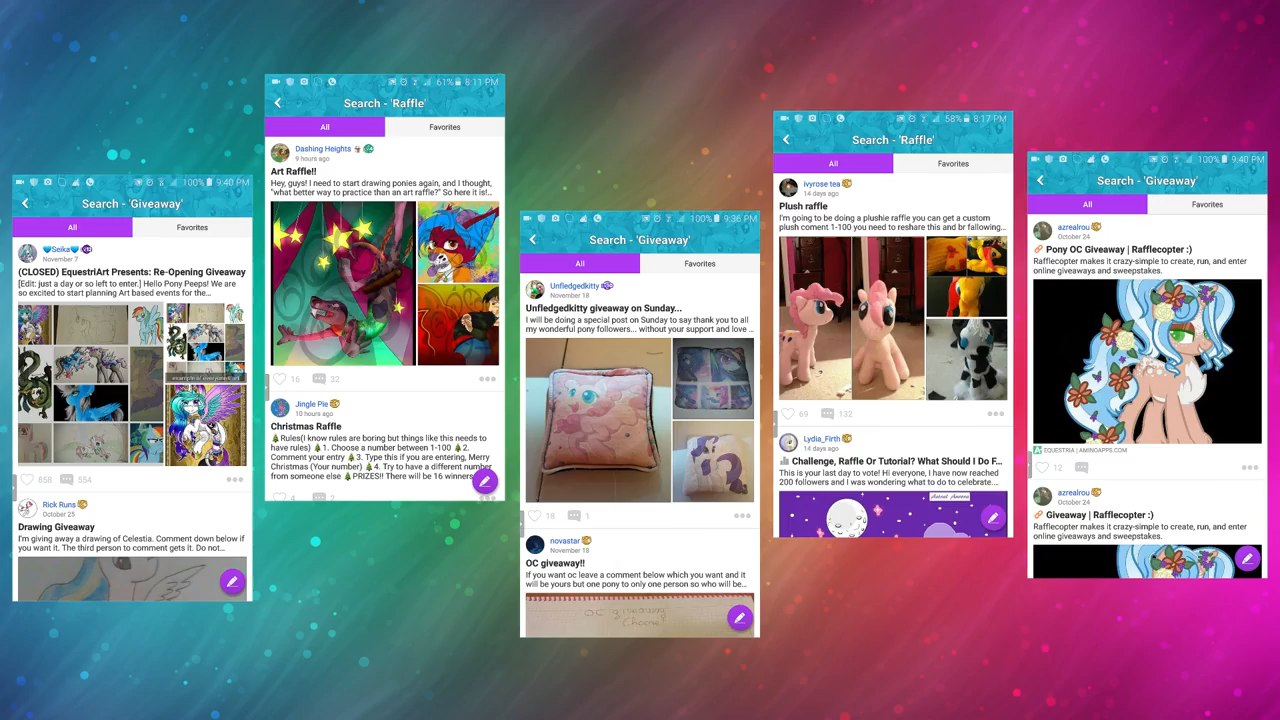 100% 9:40 PM
Search - 'Giveaway'
All Favorites
Seika
November 7
(CLOSED) EquestriArt Presents: Re-Opening Giveaway
[Edit: just a day or so left to enter.] Hello Pony Peeps! We are
so excited to start planning Art based events for the...
example of everyone's art
858 554
Rick Runs
October 25
Drawing Giveaway
I'm giving away a drawing of Celestia. Comment down below if
you want it. The third person to comment gets it. Do not...
61% 8:11 PM
Search - 'Raffle'
All Favorites
Dashing Heights
9 hours ago
Art Raffle!!
Hey, guys! I need to start drawing ponies again, and I thought,
"what better way to practice than an art raffle?" So here it is!...
16 32
Jingle Pie
10 hours ago
Christmas Raffle
Rules(I know rules are boring but things like this needs to
have rules) 1. Choose a number between 1-100 2.
Comment your entry 3. Type this if you are entering, Merry
Christmas (Your number) 4. Try to have a different number
from someone else PRIZES!! There will be 16 winners
4 2
100% 9:36 PM
Search - 'Giveaway'
All Favorites
Unfledgedkitty
November 18
Unfledgedkitty giveaway on Sunday...
I will be doing a special post on Sunday to say thank you to all
my wonderful pony followers... without your support and love ...
18 1
novastar
November 18
OC giveaway!!
If you want oc leave a comment below which you want and it
will be yours but one pony to only one person so who will be...
OC giveaway
Choose!
58% 8:17 PM
Search - 'Raffle'
All Favorites
ivyrose tea
14 days ago
Plush raffle
I'm going to be doing a plushie raffle you can get a custom
plush coment 1-100 you need to reshare this and br fallowing...
69 132
Lydia_Firth
14 days ago
Challenge, Raffle Or Tutorial? What Should I Do F...
This is your last day to vote! Hi everyone, I have now reached
200 followers and I was wondering what to do to celebrate....
Astral Aurora
100% 9:40 PM
Search - 'Giveaway'
All Favorites
azrealrou
October 24
Pony OC Giveaway | Rafflecopter :)
Rafflecopter makes it crazy-simple to create, run, and enter
online giveaways and sweepstakes.
EQUESTRIA | AMINOAPPS.COM
12
azrealrou
October 24
Giveaway | Rafflecopter :)
Rafflecopter makes it crazy-simple to create, run, and enter
online giveaways and sweepstakes.